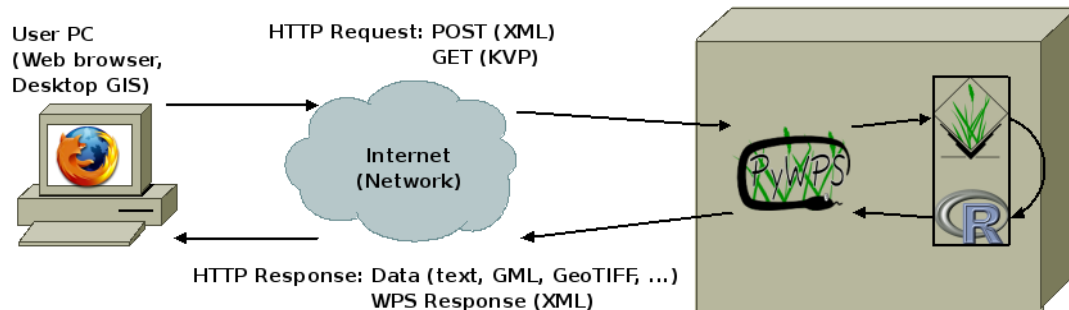 User PC
(Web browser,
Desktop GIS)
HTTP Request: POST (XML)
GET (KVP)
Internet
(Network)
PyWPS
R
HTTP Response: Data (text, GML, GeoTIFF, ...)
WPS Response (XML)